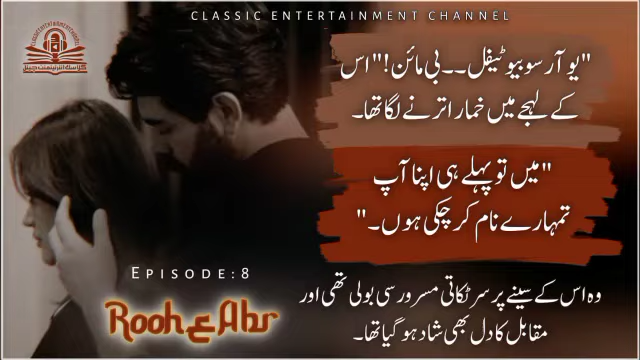 CLASSIC ENTERTAINMENT CHANNEL
"یو آر سو بیوٹیفل۔۔بی مائن!"اس
کے لہجے میں خمار اترنے لگا تھا۔
"میں تو پہلے ہی اپنا آپ
تمہارے نام کر چکی ہوں۔"
وہ اس کے سینے پر سر ٹکاتی مسرور سی بولی تھی اور
مقابل کا دل بھی شاد ہو گیا تھا۔
EPISODE:8
Rooh e Abr